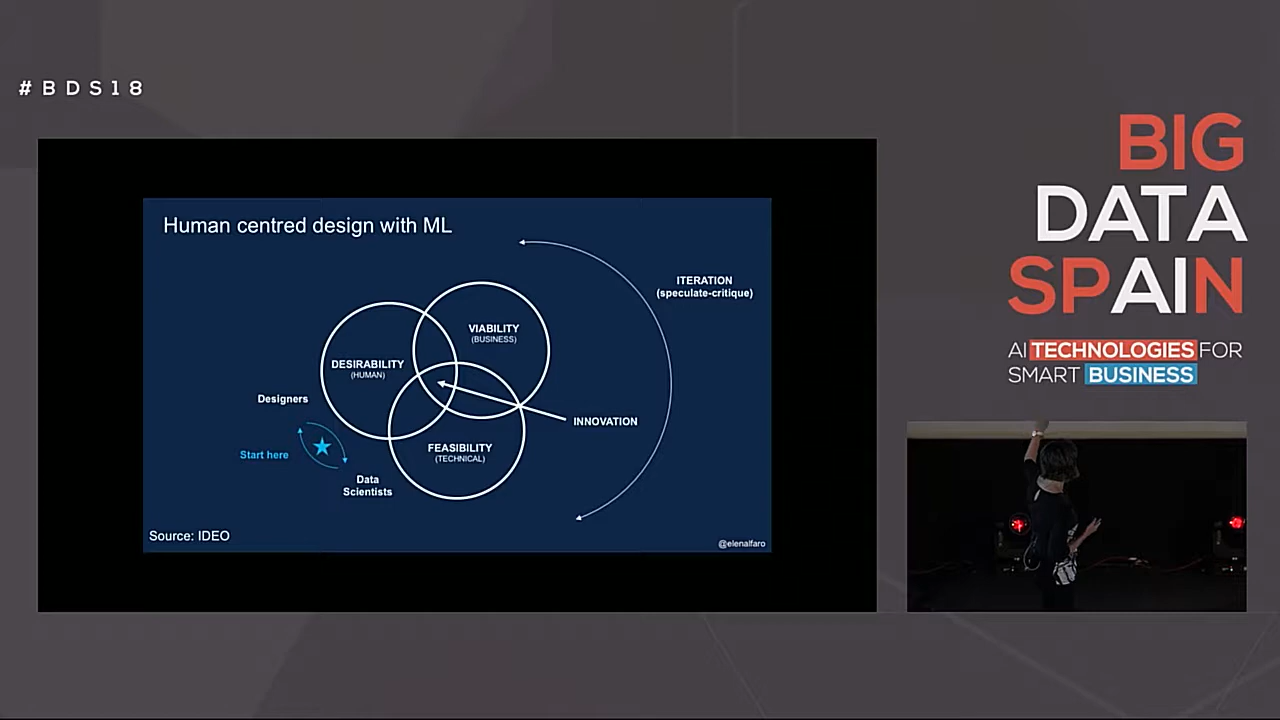 #BDS18
BIG
DATA
SPAIN
AI TECHNOLOGIES FOR
SMART BUSINESS
Human centred design with ML
ITERATION
(speculate-critique)
VIABILITY
(BUSINESS)
DESIRABILITY
(HUMAN)
Designers
INNOVATION
FEASIBILITY
(TECHNICAL)
Start here
Data
Scientists
Source: IDEO
@elenalfaro